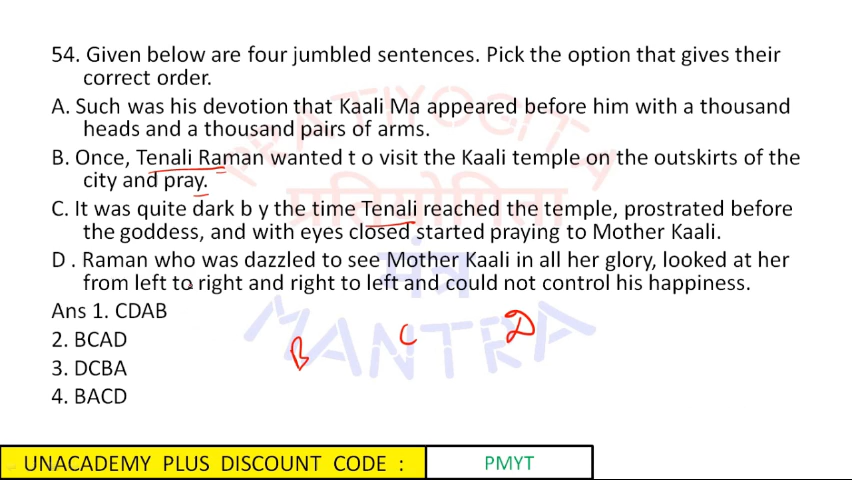 54. Given below are four jumbled sentences. Pick the option that gives their
correct order.
A. Such was his devotion that Kaali Ma appeared before him with a thousand
heads and a thousand pairs of arms.
B. Once, Tenali Raman wanted t o visit the Kaali temple on the outskirts of the
city and pray.
C. It was quite dark b y the time Tenali reached the temple, prostrated before
the goddess, and with eyes closed started praying to Mother Kaali.
D . Raman who was dazzled to see Mother Kaali in all her glory, looked at her
from left to right and right to left and could not control his happiness.
Ans 1. CDAB
2. BCAD
3. DCBA
4. BACD
B C D
PRATIYOGITA
प्रतियोगिता
मंत्र
MANTRA
UNACADEMY PLUS DISCOUNT CODE : PMYT